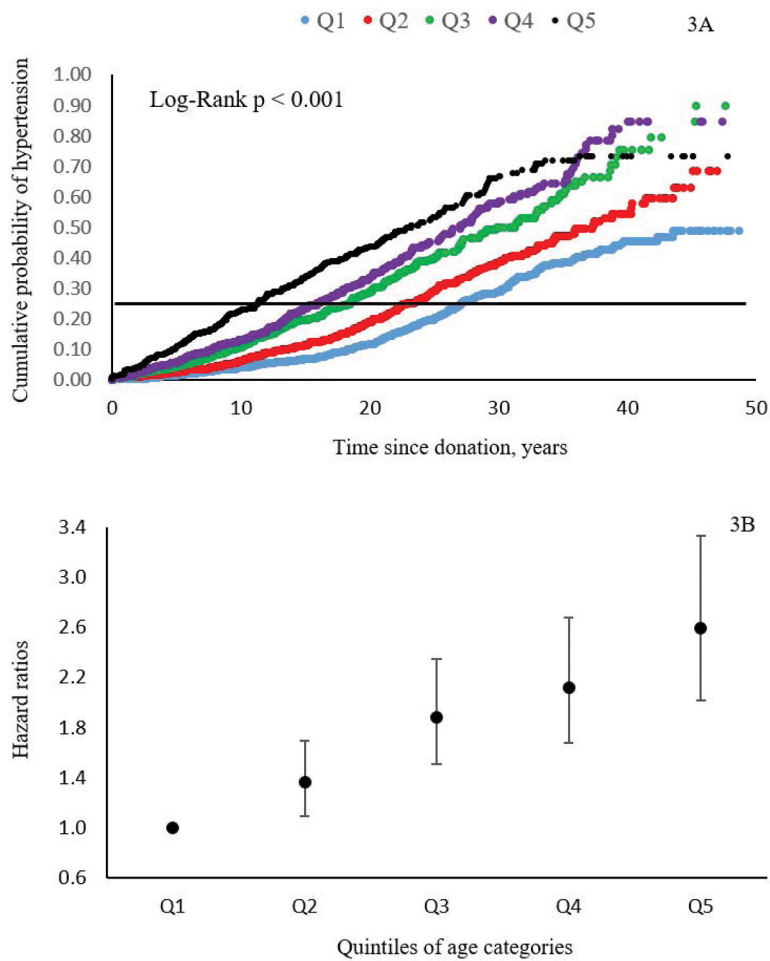 Q1 Q2 Q3 Q4 Q5
3A
Log-Rank p < 0.001
Cumulative probability of hypertension
1.00
0.90
0.80
0.70
0.60
0.50
0.40
0.30
0.20
0.10
0.00
0 10 20 30 40 50
Time since donation, years
3B
Hazard ratios
3.4
3.0
2.6
2.2
1.8
1.4
1.0
0.6
Q1 Q2 Q3 Q4 Q5
Quintiles of age categories